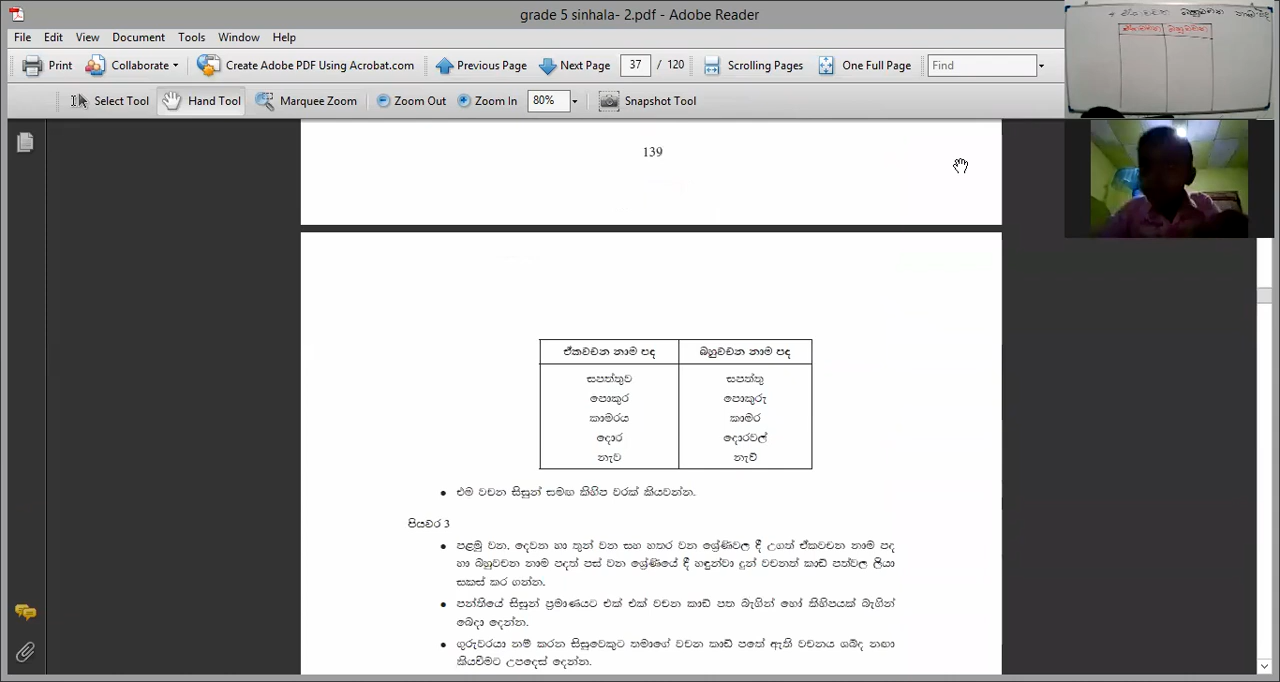 grade 5 sinhala- 2.pdf - Adobe Reader
File Edit View Document Tools Window Help
Print Collaborate Create Adobe PDF Using Acrobat.com Previous Page Next Page 37 / 120 Scrolling Pages One Full Page Find
Select Tool Hand Tool Marquee Zoom Zoom Out Zoom In 80% Snapshot Tool
139
ඒකවචන නාම පද බහුවචන නාම පද
සපත්තුව සපත්තු
පොකුර පොකුරු
කාමරය කාමර
දොර දොරවල්
නැව නැව්
• එම වචන සිසුන් සමඟ කිහිප වරක් කියවන්න.
පියවර 3
• පළමු වන, දෙවන හා තුන් වන සහ හතර වන ශ්‍රේණිවල දී උගත් ඒකවචන නාම පද
හා බහුවචන නාම පදත් පස් වන ශ්‍රේණියේ දී හඳුන්වා දුන් වචනත් කාඩ් පත්වල ලියා
සකස් කර ගන්න.
• පන්තියේ සිසුන් ප්‍රමාණයට එක් එක් වචන කාඩ් පත බැගින් හෝ කිහිපයක් බැගින්
බෙදා දෙන්න.
• ගුරුවරයා නම් කරන සිසුවෙකුට තමාගේ වචන කාඩ් පතේ ඇති වචනය ශබ්ද නඟා
කියවීමට උපදෙස් දෙන්න.